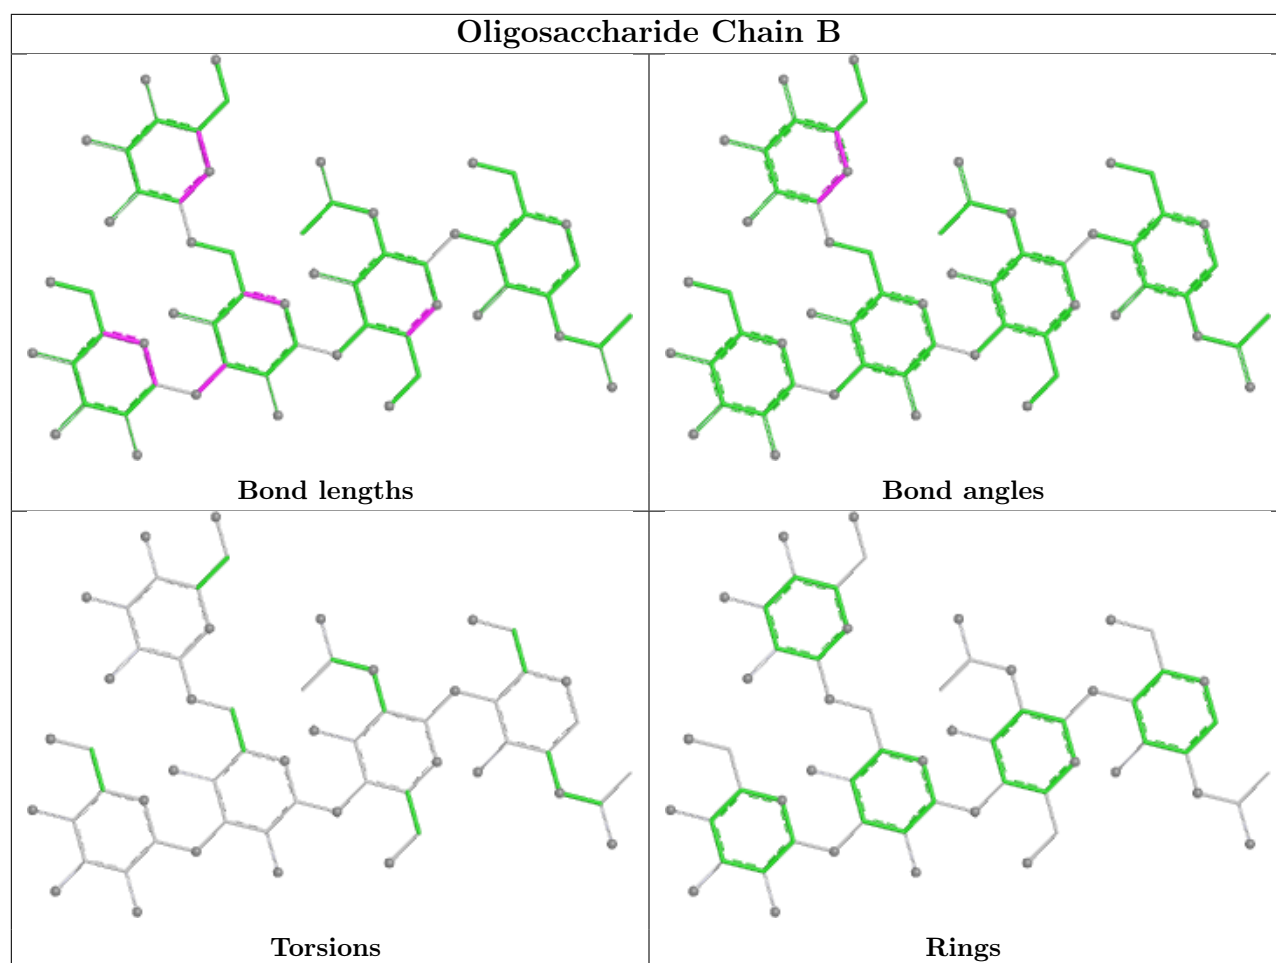 Oligosaccharide Chain B
Bond lengths
Bond angles
Torsions
Rings